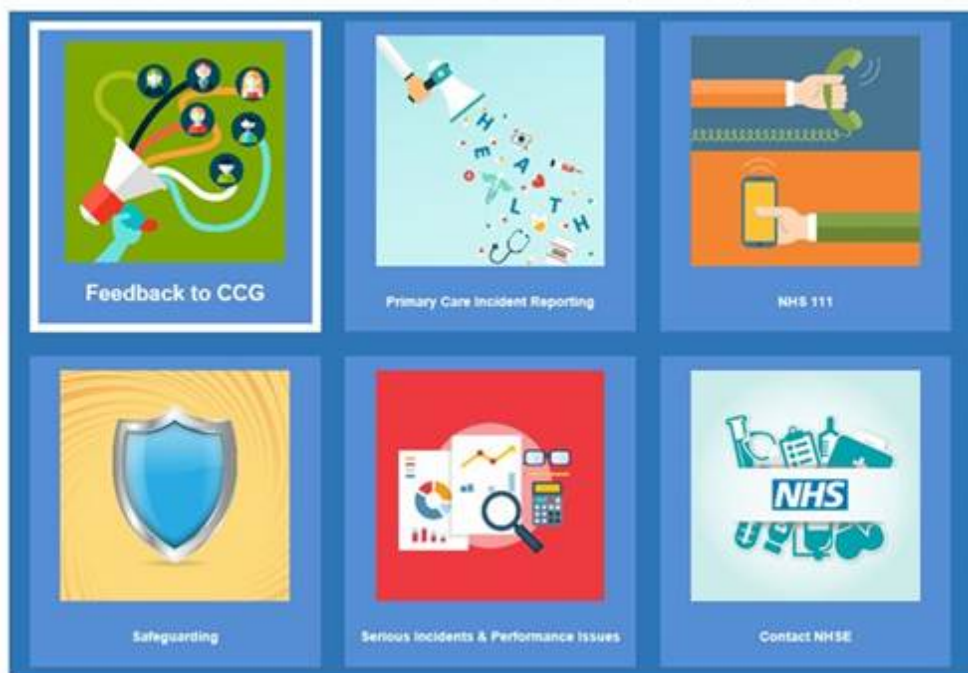 Feedback to CCG
HEALTH
Primary Care Incident Reporting
NHS 111
Safeguarding
Serious Incidents & Performance Issues
NHS
Contact NHSE